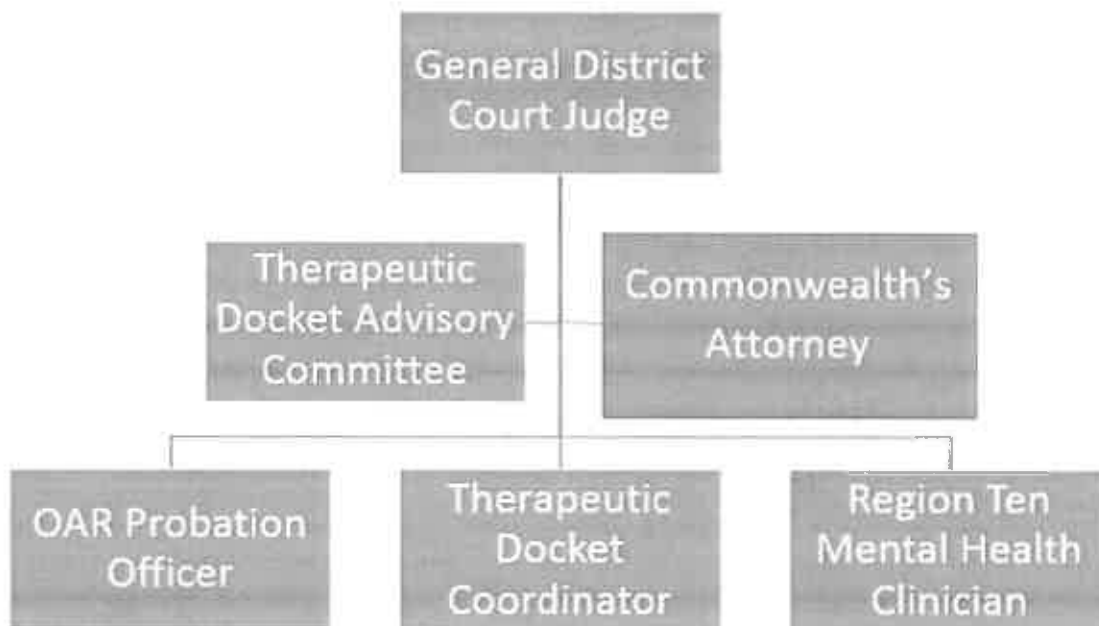 General District
Court Judge
Therapeutic
Docket Advisory
Committee
Commonwealth's
Attorney
OAR Probation
Officer
Therapeutic
Docket
Coordinator
Region Ten
Mental Health
Clinician